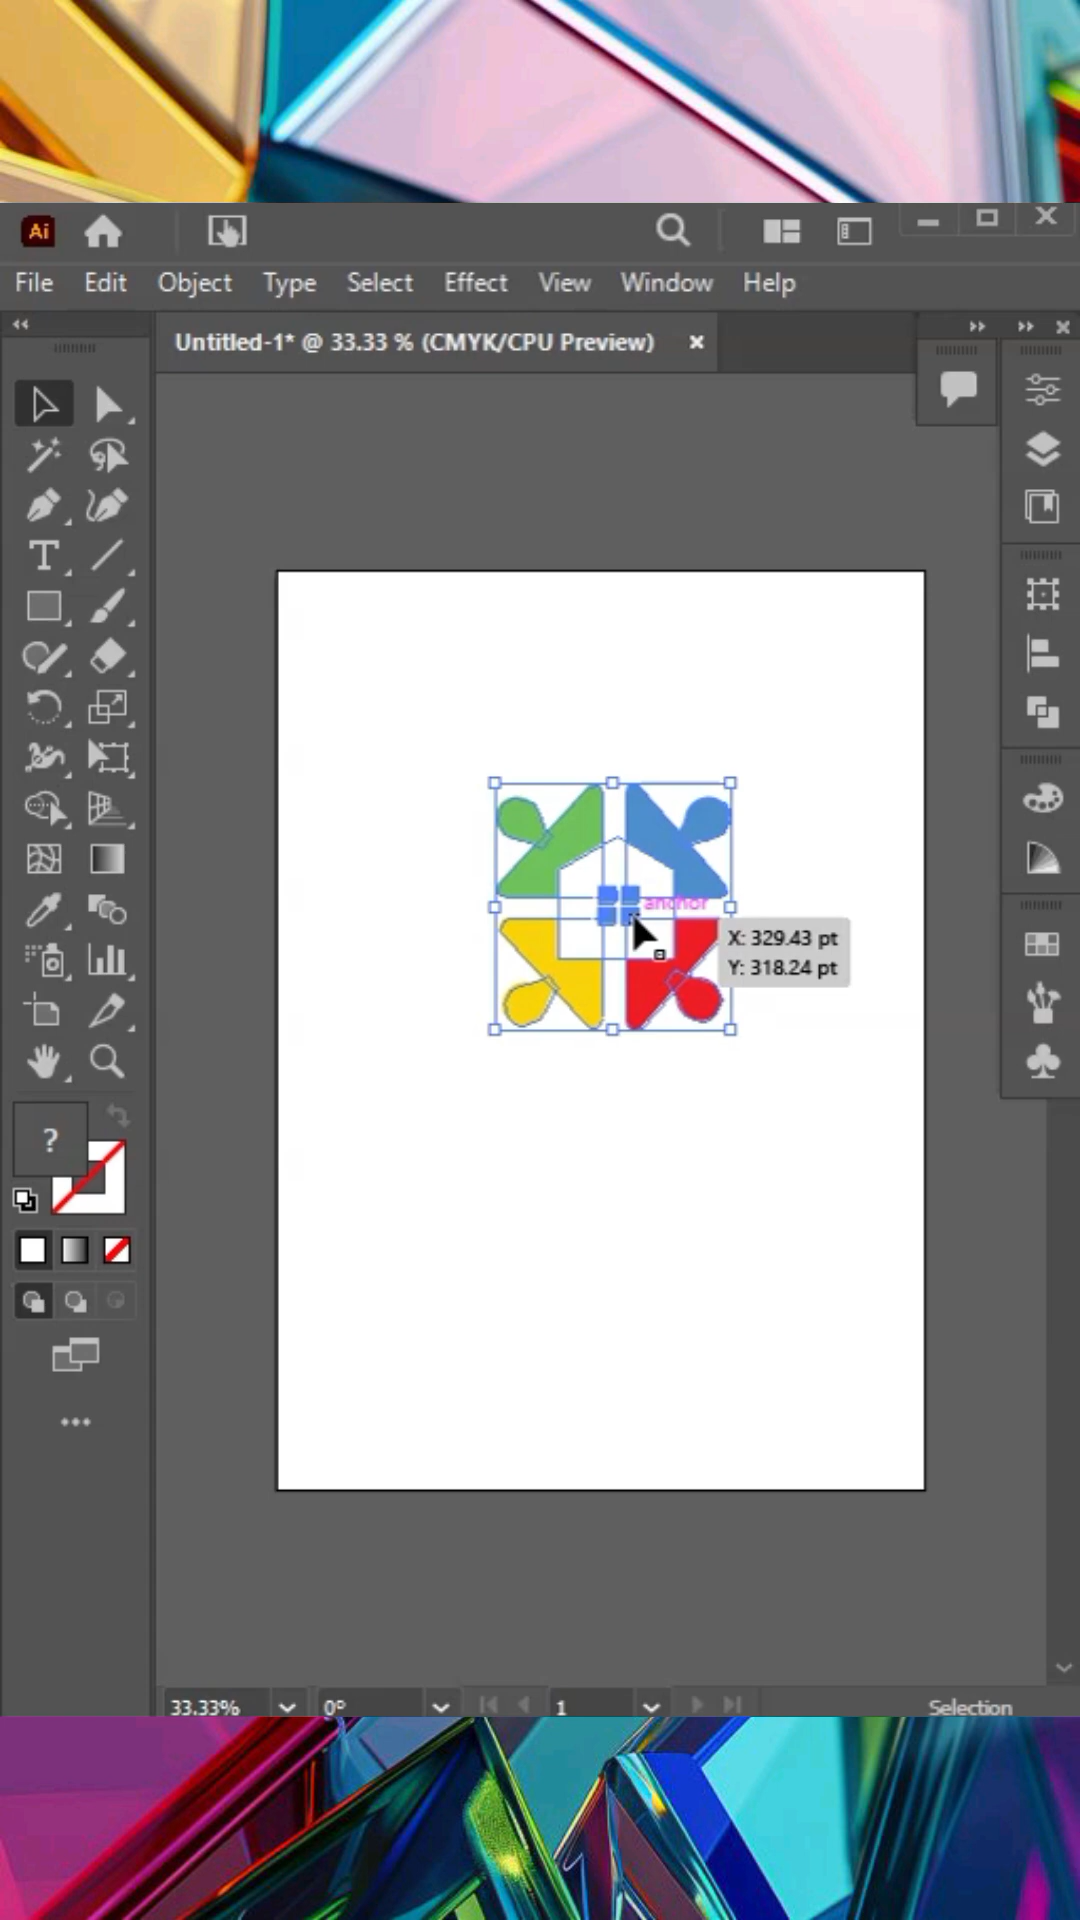 Ai
File Edit Object Type Select Effect View Window Help
Untitled-1* @ 33.33 % (CMYK/CPU Preview)
T
anchor
X: 329.43 pt
Y: 318.24 pt
?
33.33% 0° 1 Selection